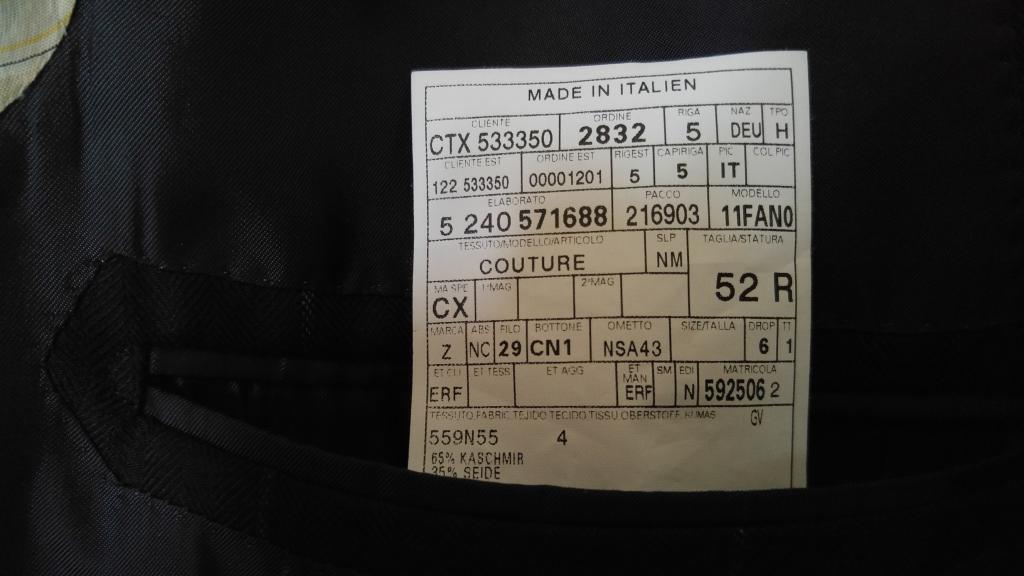 MADE IN ITALIEN
CLIENTE ORDINE RIGA NAZ TPO
CTX 533350 2832 5 DEU H
CLIENTE EST ORDINE EST RIGEST CAPIRIGA PIC COL PIC
122 533350 00001201 5 5 IT
ELABORATO PACCO MODELLO
5 240 571688 216903 11FAN0
TESSUTO/MODELLO/ARTICOLO SLP TAGLIA/STATURA
COUTURE NM 52 R
MA SPE 1°MAG 2°MAG
CX
MARCA ABS FILO BOTTONE OMETTO SIZE/TALLA DROP TT
Z NC 29 CN1 NSA43 6 1
ET CU ET TESS ET AGG ET MAN SM EDI MATRICOLA
ERF ERF N 592506 2
TESSUTO FABRIC TEJIDO TECIDO TISSU OBERSTOFF KUMAS GV
559N55 4
65% KASCHMIR
35% SEIDE